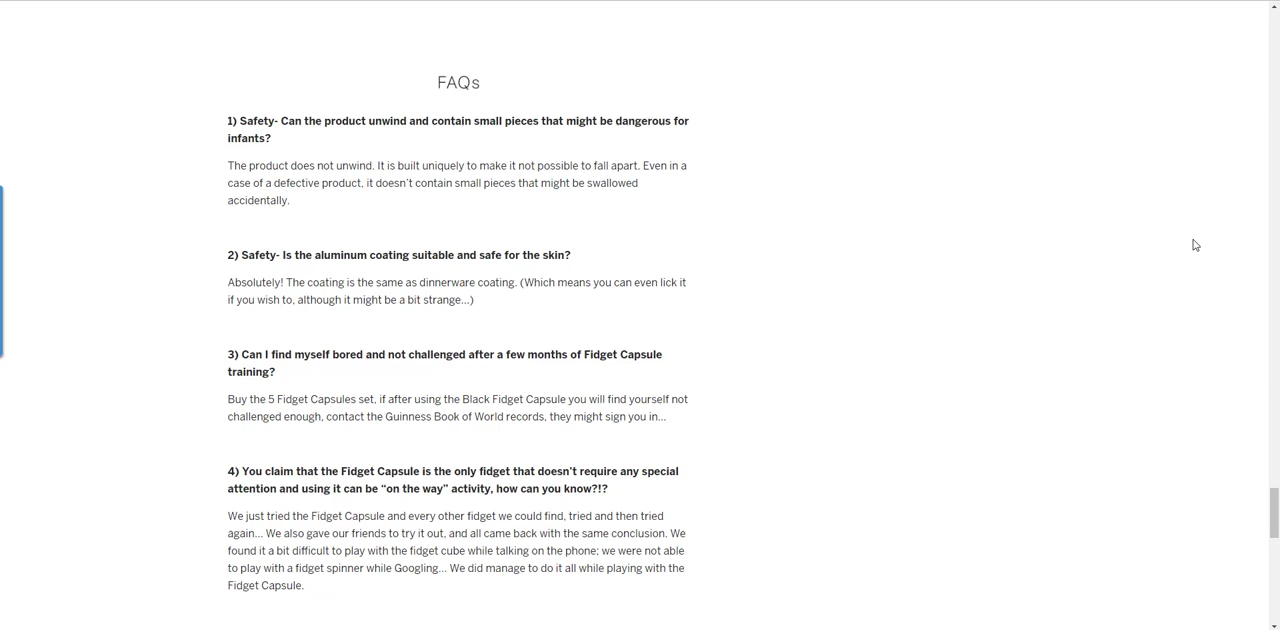 FAQs
1) Safety- Can the product unwind and contain small pieces that might be dangerous for
infants?
The product does not unwind. It is built uniquely to make it not possible to fall apart. Even in a
case of a defective product, it doesn't contain small pieces that might be swallowed
accidentally.
2) Safety- Is the aluminum coating suitable and safe for the skin?
Absolutely! The coating is the same as dinnerware coating. (Which means you can even lick it
if you wish to, although it might be a bit strange...)
3) Can I find myself bored and not challenged after a few months of Fidget Capsule
training?
Buy the 5 Fidget Capsules set, if after using the Black Fidget Capsule you will find yourself not
challenged enough, contact the Guinness Book of World records, they might sign you in...
4) You claim that the Fidget Capsule is the only fidget that doesn't require any special
attention and using it can be “on the way” activity, how can you know?!?
We just tried the Fidget Capsule and every other fidget we could find, tried and then tried
again... We also gave our friends to try it out, and all came back with the same conclusion. We
found it a bit difficult to play with the fidget cube while talking on the phone; we were not able
to play with a fidget spinner while Googling... We did manage to do it all while playing with the
Fidget Capsule.